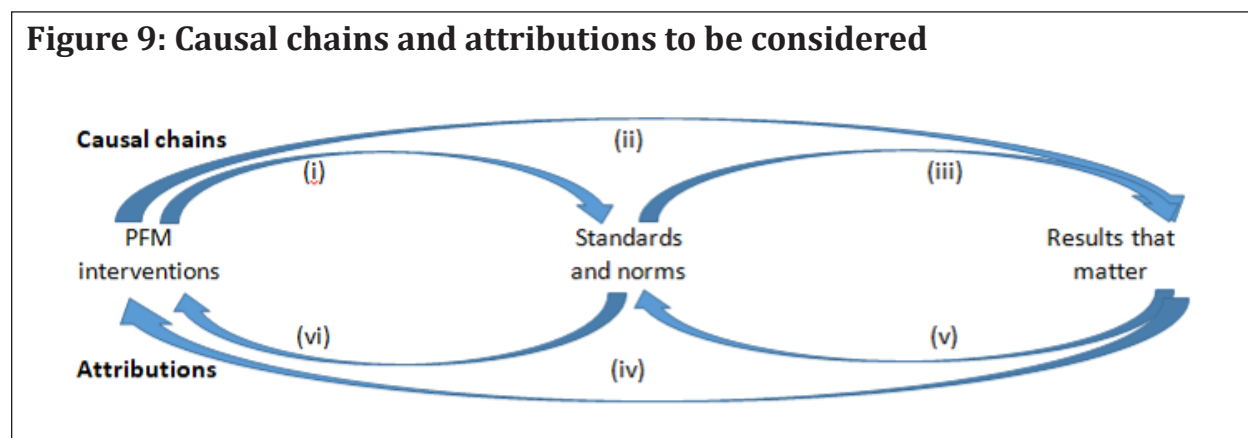 Figure 9: Causal chains and attributions to be considered
Causal chains
(ii)
(i)
(iii)
PFM
interventions
Standards
and norms
Results that
matter
(vi)
(v)
Attributions
(iv)